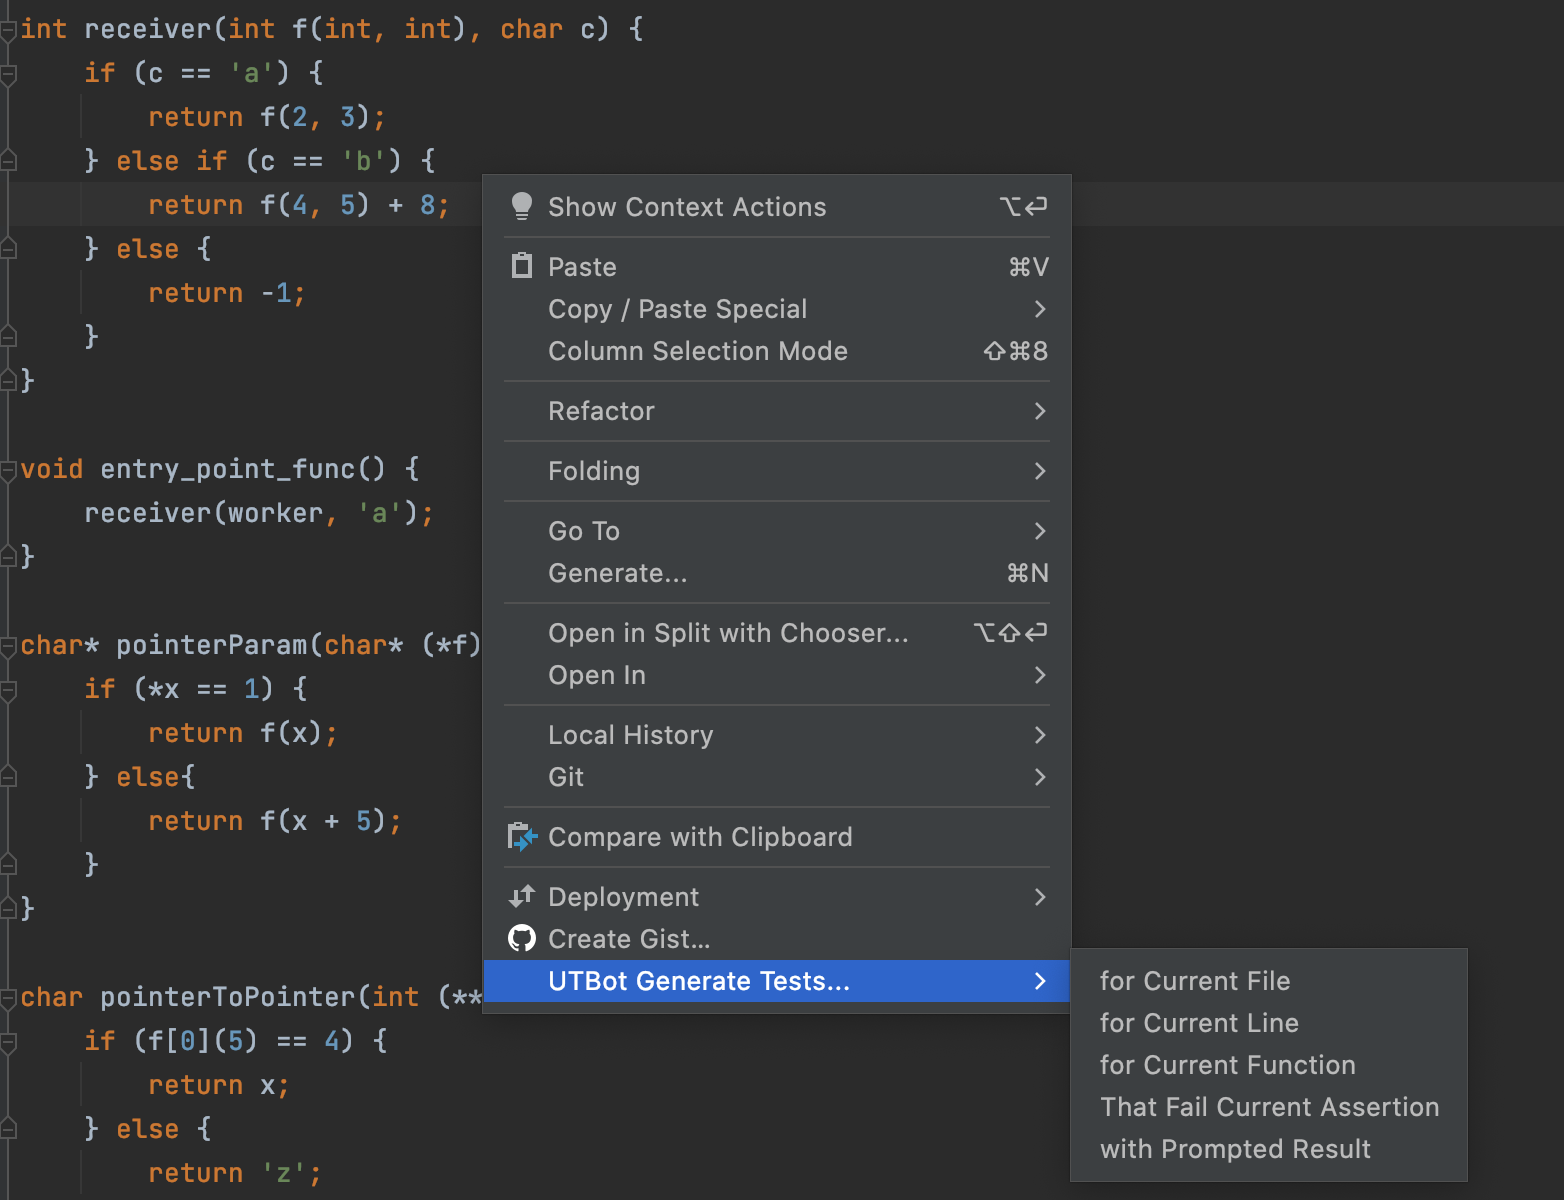 int receiver(int f(int, int), char c) {
if (c == 'a') {
return f(2, 3);
} else if (c == 'b') {
return f(4, 5) + 8;
} else {
return -1;
}
}
void entry_point_func() {
receiver(worker, 'a');
}
char* pointerParam(char* (*f)
if (*x == 1) {
return f(x);
} else{
return f(x + 5);
}
}
char pointerToPointer(int (**
if (f[0](5) == 4) {
return x;
} else {
return 'z';
Show Context Actions ⌥⏎
Paste ⌘V
Copy / Paste Special
Column Selection Mode ⇧⌘8
Refactor
Folding
Go To
Generate... ⌘N
Open in Split with Chooser... ⌥⇧⏎
Open In
Local History
Git
Compare with Clipboard
Deployment
Create Gist...
UTBot Generate Tests...
for Current File
for Current Line
for Current Function
That Fail Current Assertion
with Prompted Result